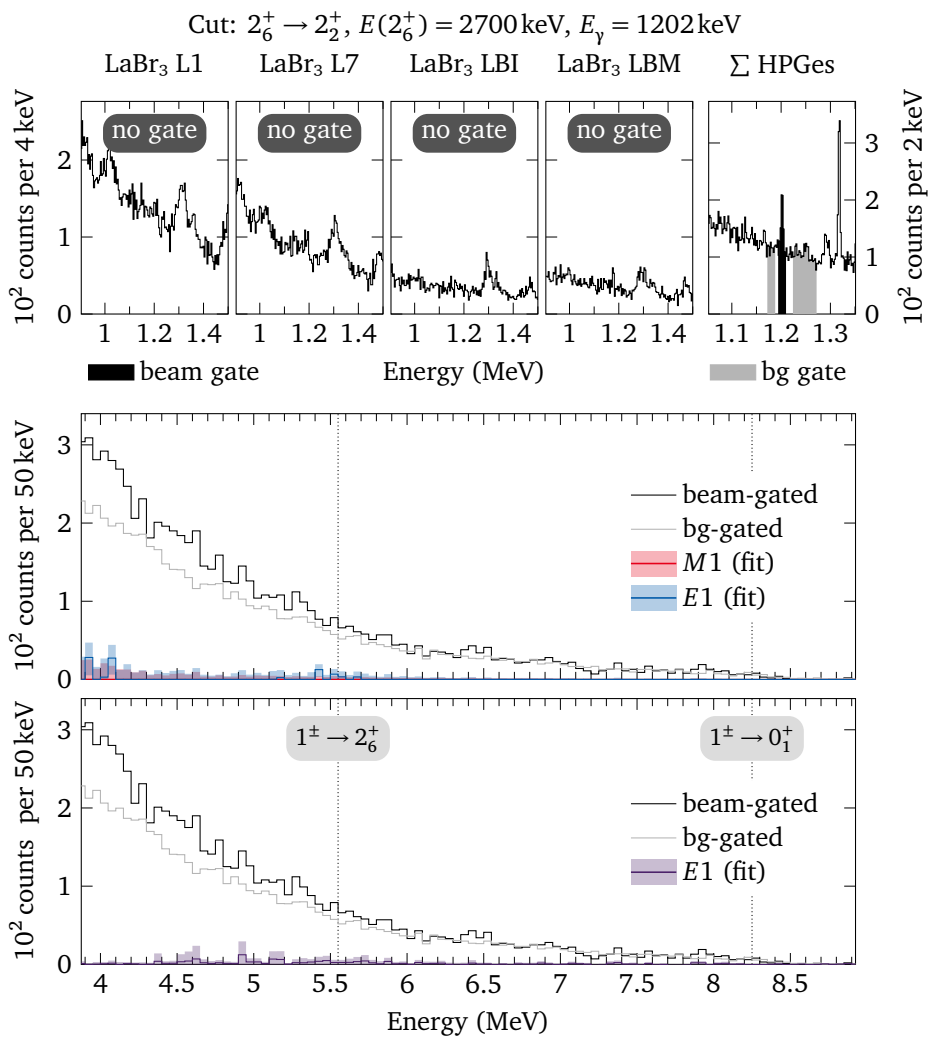 Cut: 2₆⁺ → 2₂⁺, E(2₆⁺) = 2700 keV, Eγ = 1202 keV
LaBr₃ L1 LaBr₃ L7 LaBr₃ LBI LaBr₃ LBM ∑ HPGes
no gate no gate no gate no gate
10² counts per 4 keV
0 1 2
10² counts per 2 keV
0 1 2 3
1 1.2 1.4 1 1.2 1.4 1 1.2 1.4 1 1.2 1.4 1.1 1.2 1.3
beam gate Energy (MeV) bg gate
10² counts per 50 keV
3
2
1
0
beam-gated
bg-gated
M1 (fit)
E1 (fit)
10² counts per 50 keV
3
2
1
0
1± → 2₆⁺ 1± → 0₁⁺
beam-gated
bg-gated
E1 (fit)
4 4.5 5 5.5 6 6.5 7 7.5 8 8.5
Energy (MeV)